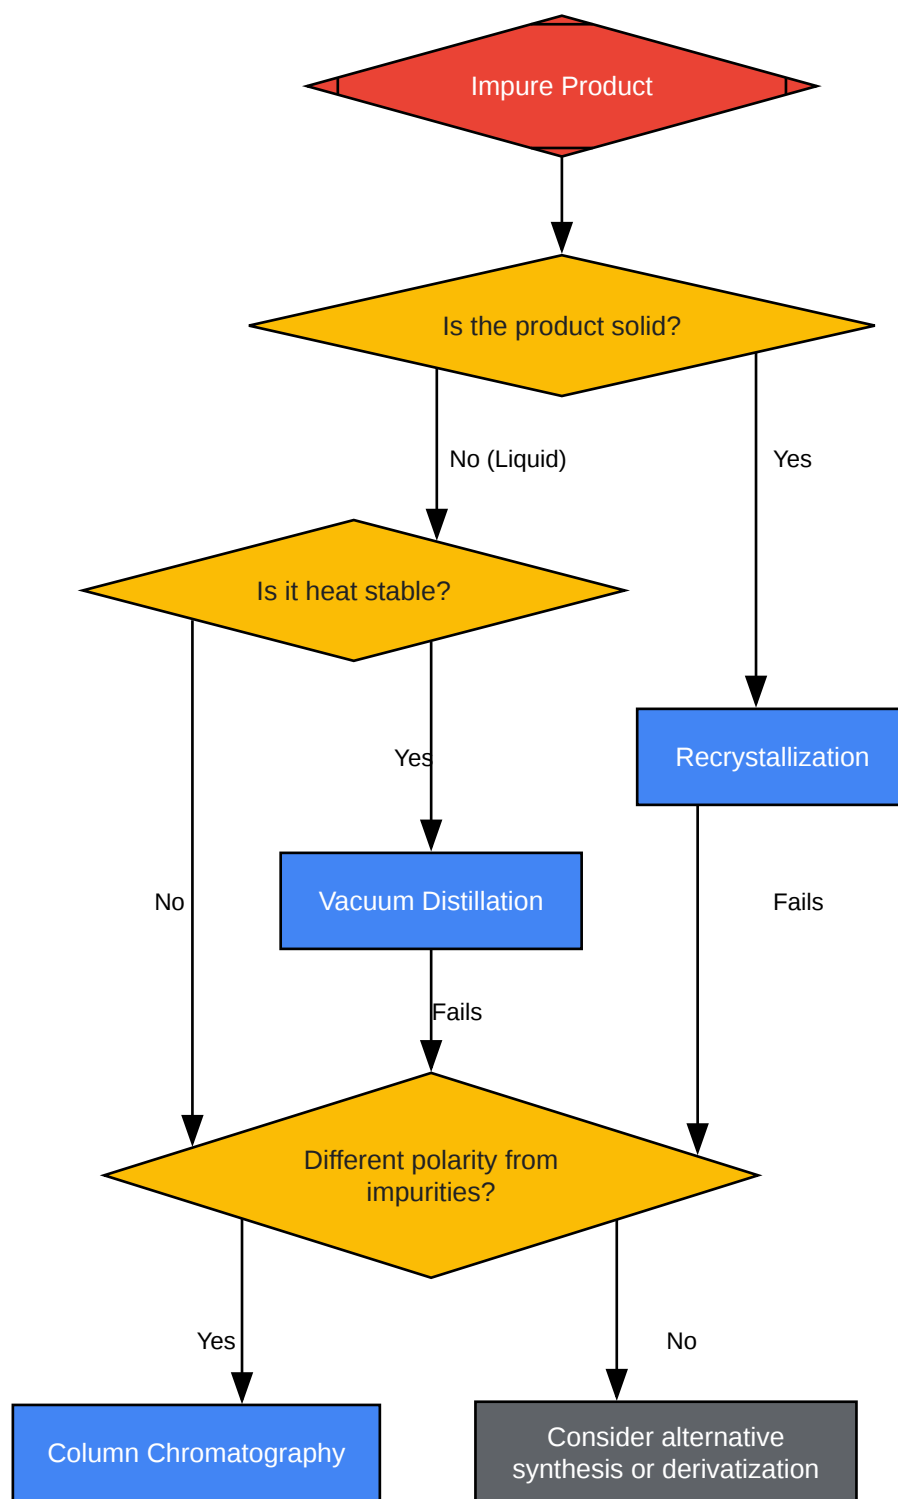 Impure Product
Is the product solid?
No (Liquid)
Yes
Is it heat stable?
Recrystallization
Yes
Vacuum Distillation
No
Fails
Fails
Different polarity from
impurities?
Yes
No
Column Chromatography
Consider alternative
synthesis or derivatization